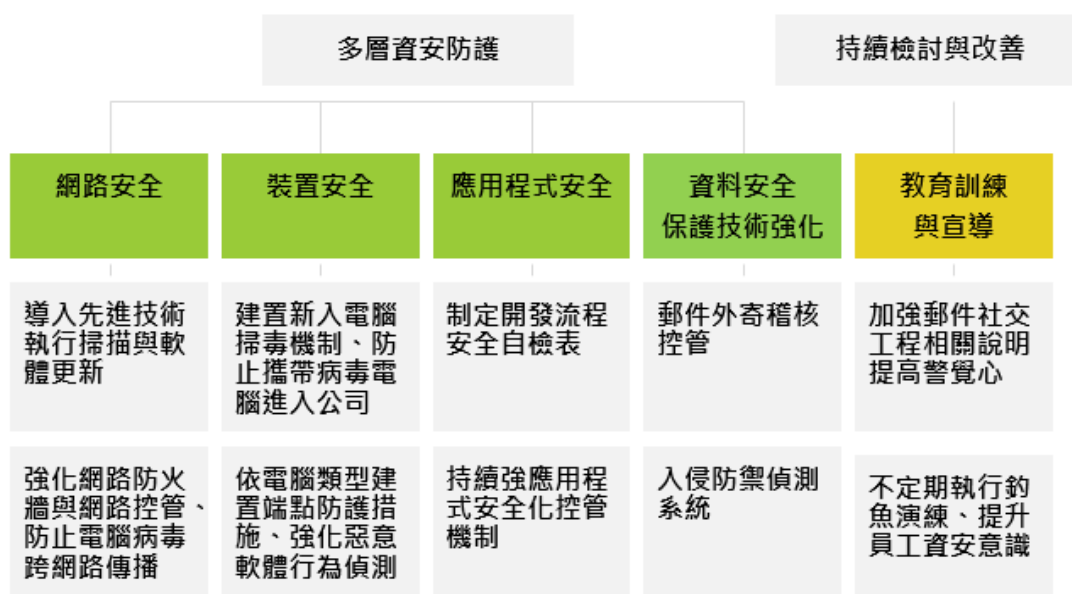 多層資安防護
持續檢討與改善
網路安全
裝置安全
應用程式安全
資料安全
保護技術強化
教育訓練
與宣導
導入先進技術
執行掃描與軟
體更新
建置新入電腦
掃毒機制、防
止攜帶病毒電
腦進入公司
制定開發流程
安全自檢表
郵件外寄稽核
控管
加強郵件社交
工程相關說明
提高警覺心
強化網路防火
牆與網路控管、
防止電腦病毒
跨網路傳播
依電腦類型建
置端點防護措
施、強化惡意
軟體行為偵測
持續強應用程
式安全化控管
機制
入侵防禦偵測
系統
不定期執行釣
魚演練、提升
員工資安意識